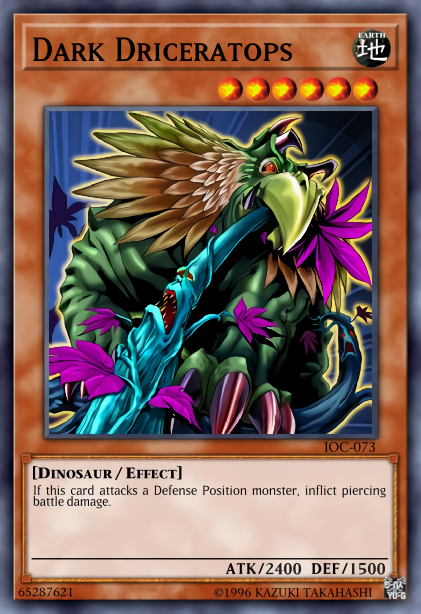 DARK DRICERATOPS
EARTH
地
IOC-073
[DINOSAUR / EFFECT]
If this card attacks a Defense Position monster, inflict piercing
battle damage.
ATK/2400 DEF/1500
65287621
©1996 KAZUKI TAKAHASHI